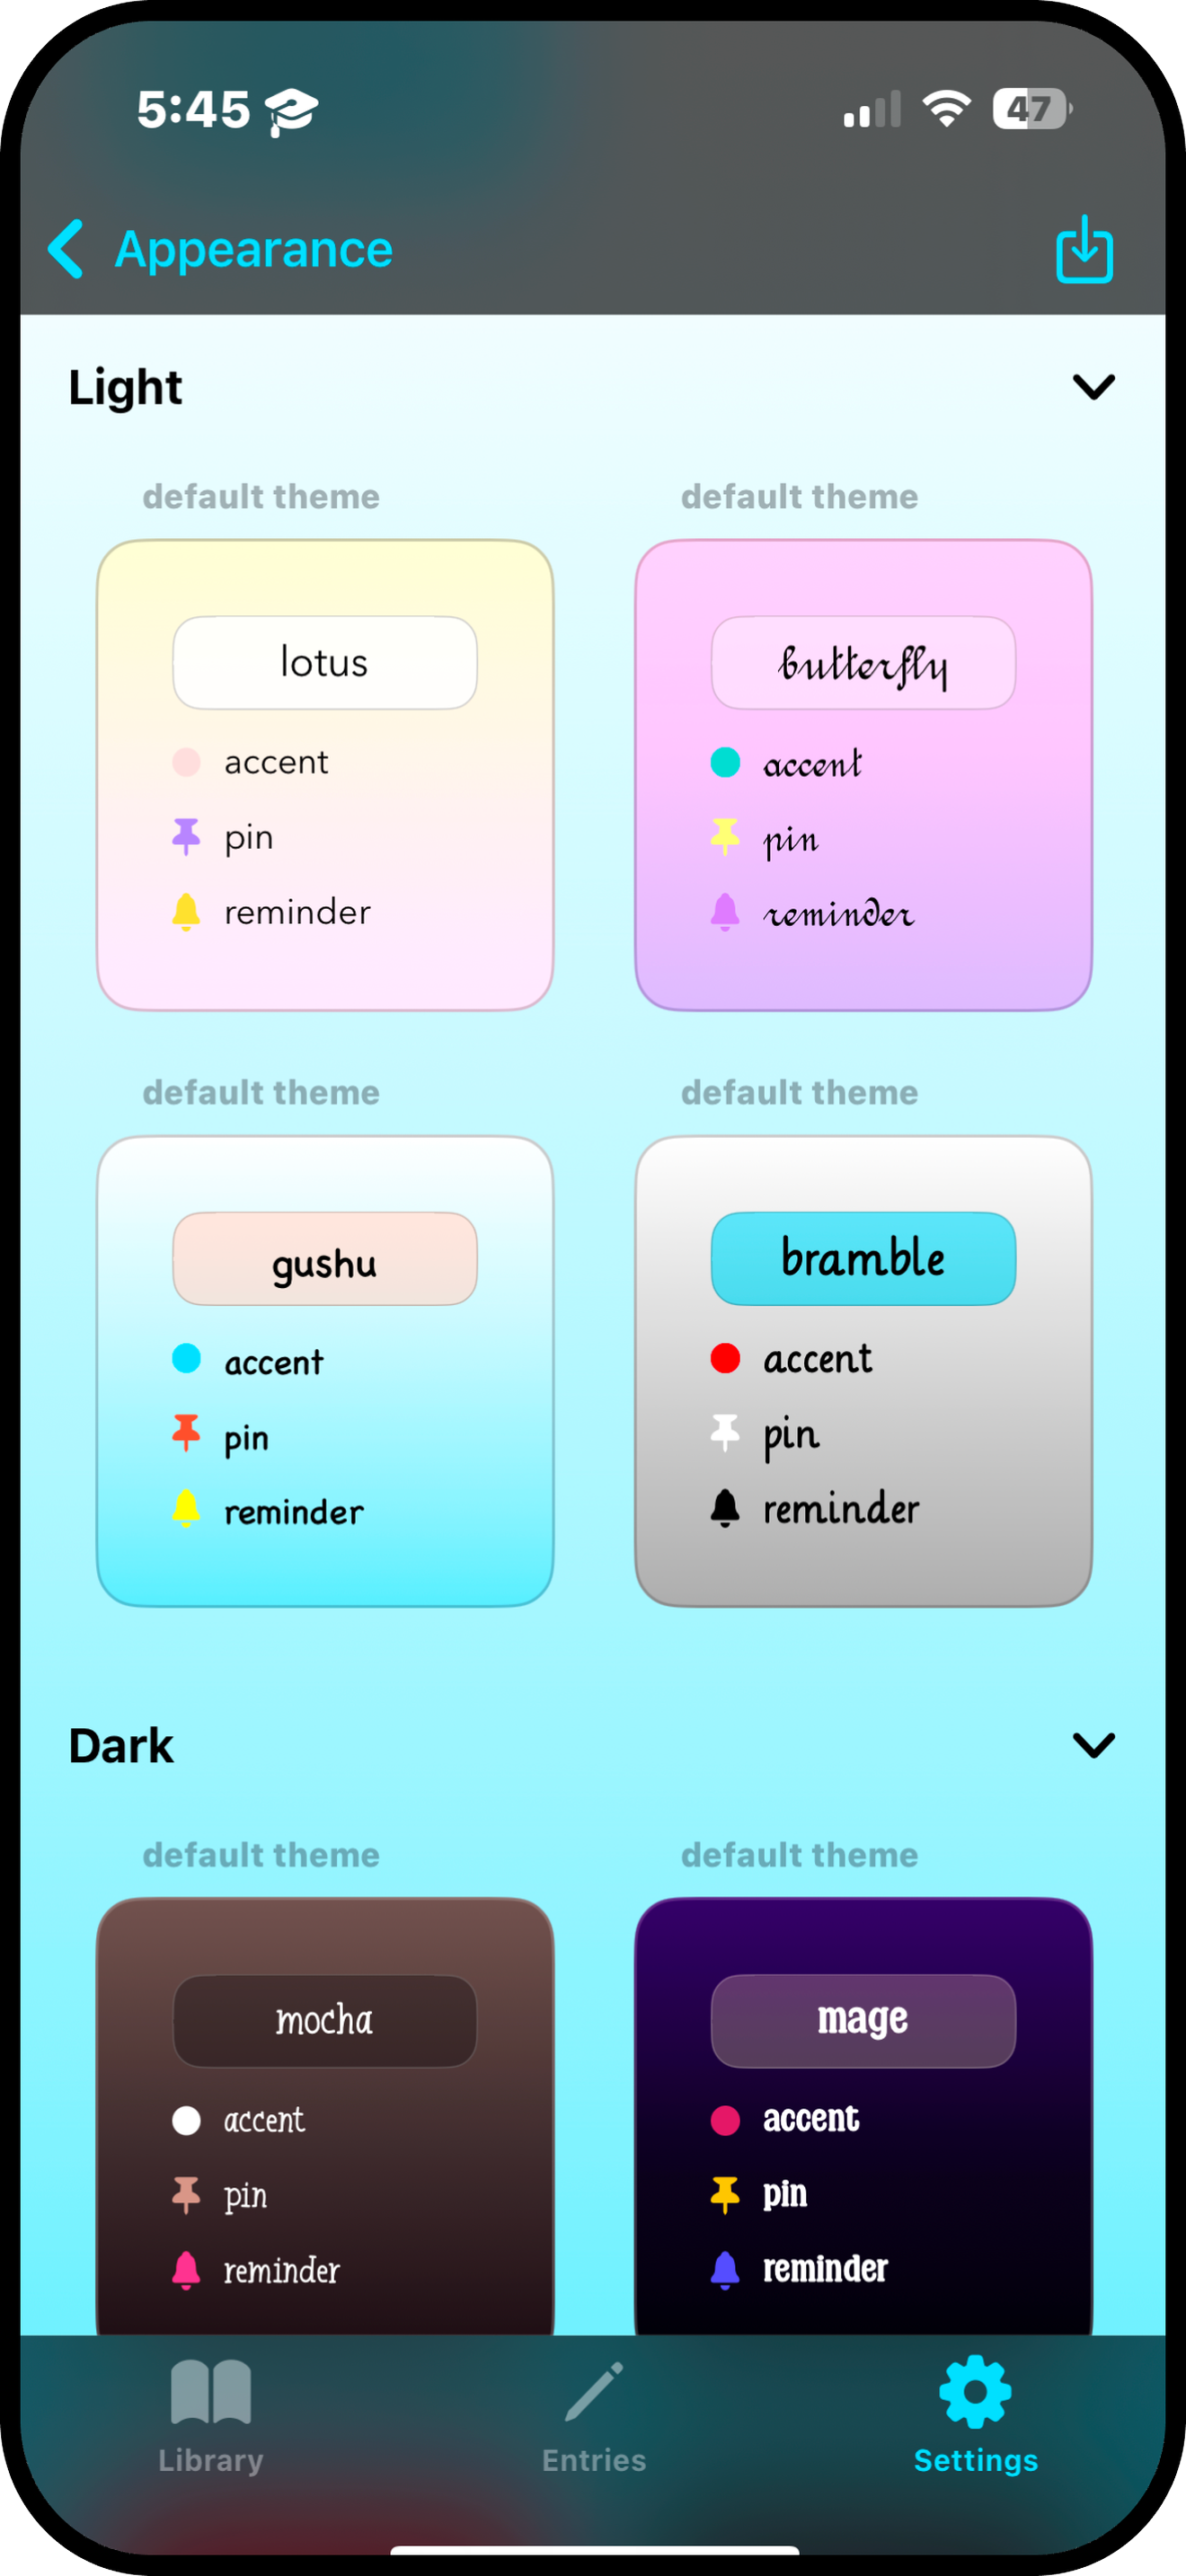 5:45
47
Appearance
Light
default theme
default theme
lotus
accent
pin
reminder
butterfly
accent
pin
reminder
default theme
default theme
gushu
accent
pin
reminder
bramble
accent
pin
reminder
Dark
default theme
default theme
mocha
accent
pin
reminder
mage
accent
pin
reminder
Library
Entries
Settings